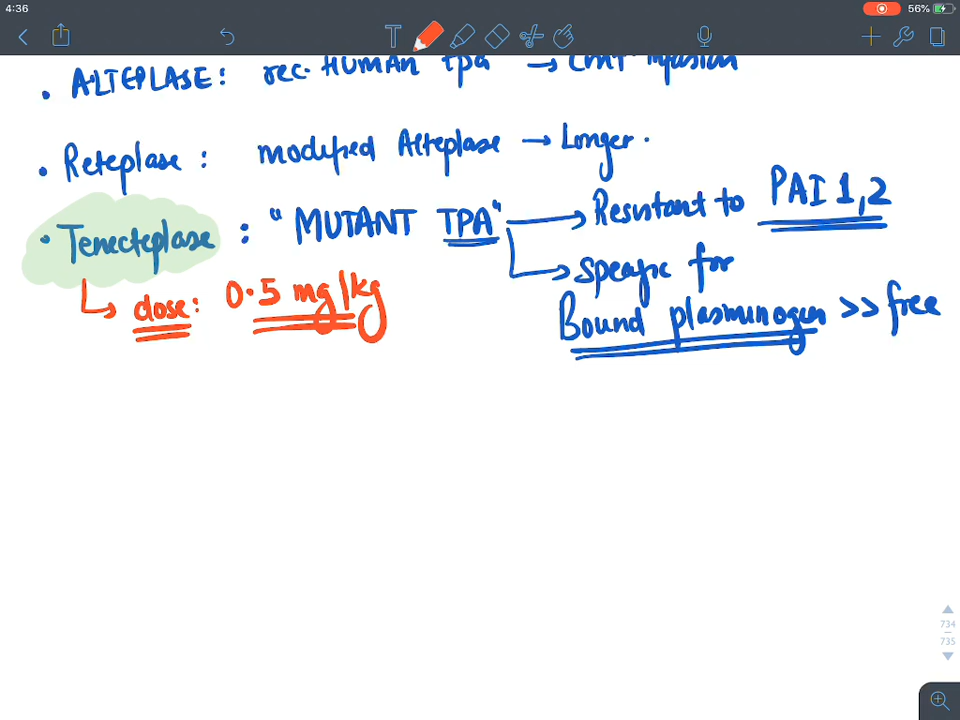 4:36
56%
T
• ALTEPLASE: rec. HUMAN tpa → infusion
• Reteplase: modified Alteplase → Longer.
• Tenecteplase: "MUTANT TPA" → Resistant to PAI 1,2
→ specific for
Bound plasminogen >> free
↳ dose: 0.5 mg/kg
734
735